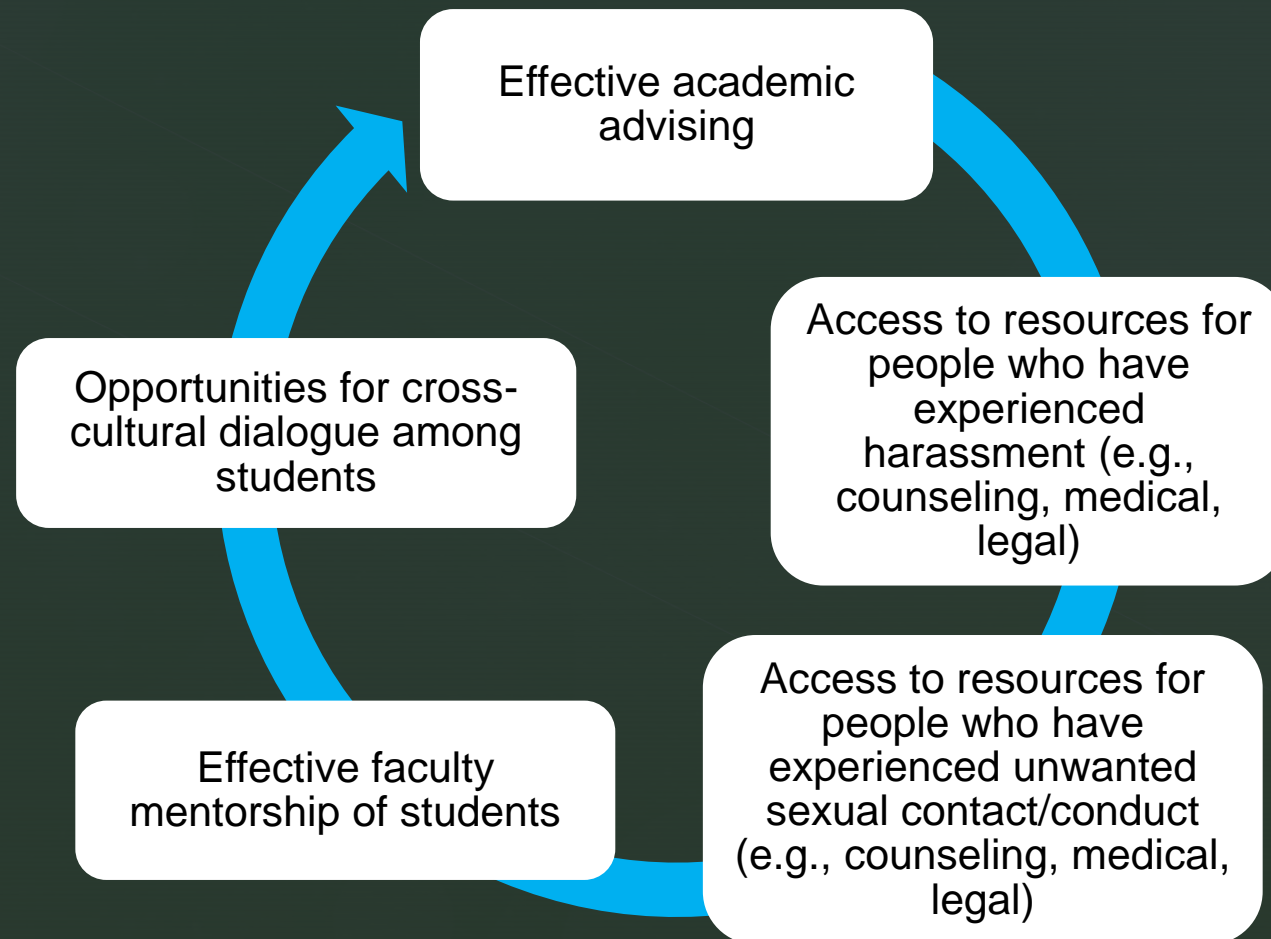 Effective academic
advising
Access to resources for
people who have
experienced
harassment (e.g.,
counseling, medical,
legal)
Access to resources for
people who have
experienced unwanted
sexual contact/conduct
(e.g., counseling, medical,
legal)
Effective faculty
mentorship of students
Opportunities for cross-
cultural dialogue among
students